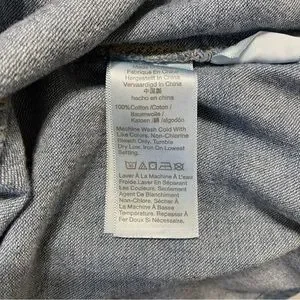 Fabriqué En Chine
Hergestellt In China
Vervaardigd in China
中国製
hecho en china
100%Cotton /Coton /
Baumwolle /
Katoen /綿 /algodón
Machine Wash Cold With
Like Colors, Non-Chlorine
Bleach Only, Tumble
Dry Low, Iron On Lowest
Setting.
Laver À La Machine À L'eau
Froide Laver En Séparant
Les Couleurs, Seulement
Agent De Blanchiment
Non-Chlore, Sécher À
La Machine À Basse
Température, Repasser À
Fer Doux Si Nécessaire.